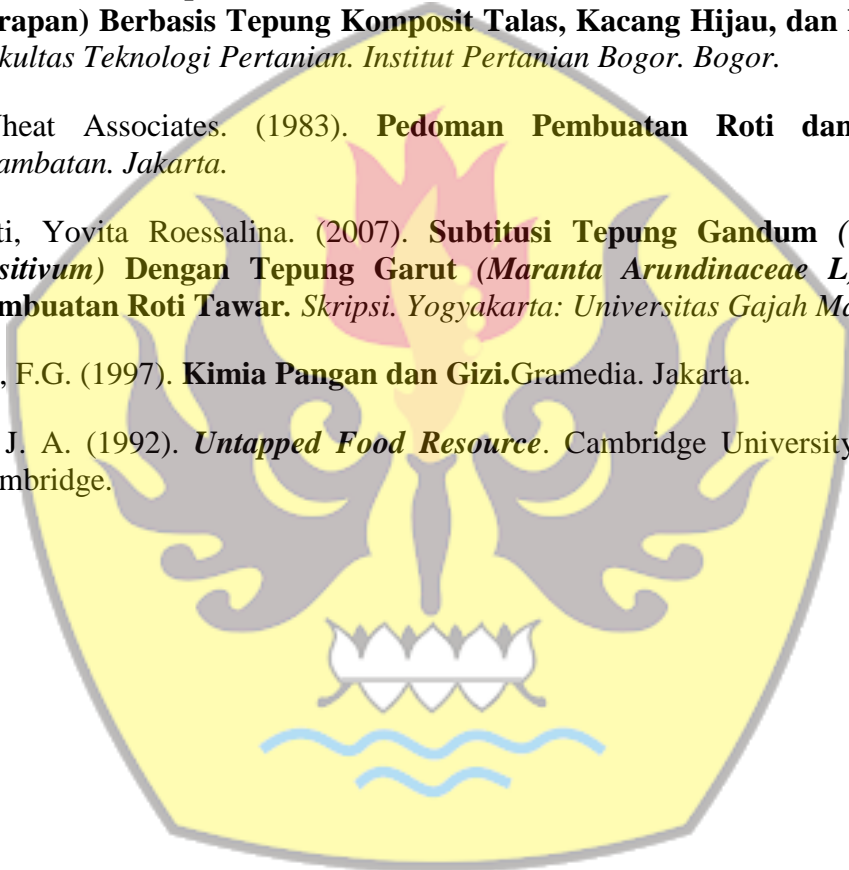 rapan) Berbasis Tepung Komposit Talas, Kacang Hijau, dan
kultas Teknologi Pertanian. Institut Pertanian Bogor. Bogor.
heat Associates. (1983). Pedoman Pembuatan Roti dan
ambatan. Jakarta.
ti, Yovita Roessalina. (2007). Subtitusi Tepung Gandum (
sitivum) Dengan Tepung Garut (Maranta Arundinaceae L
mbuatan Roti Tawar. Skripsi. Yogyakarta: Universitas Gajah Ma
, F.G. (1997). Kimia Pangan dan Gizi.Gramedia. Jakarta.
J. A. (1992). Untapped Food Resource. Cambridge University
mbridge.